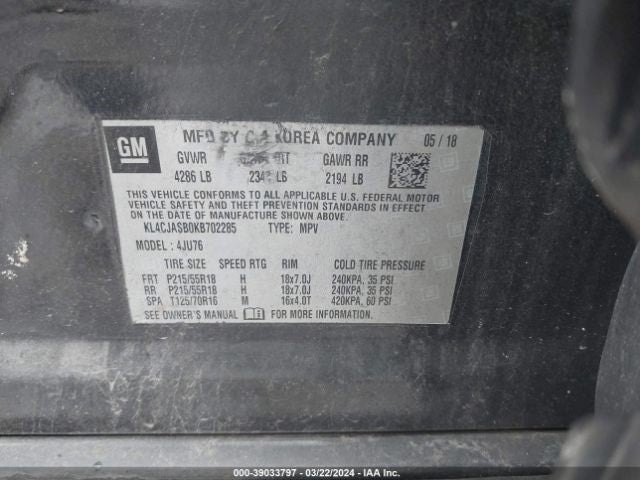 GM
MFD BY KOREA COMPANY 05/18
GVWR GAWR RR
4286 LB LB 2194 LB
THIS VEHICLE CONFORMS TO ALL APPLICABLE U.S. FEDERAL MOTOR
VEHICLE SAFETY AND THEFT PREVENTION STANDARDS IN EFFECT
ON THE DATE OF MANUFACTURE SHOWN ABOVE.
KL4CJASB0KB702285 TYPE: MPV
MODEL: 4JU76
TIRE SIZE SPEED RTG RIM COLD TIRE PRESSURE
FRT P215/55R18 H 18x7.0J 240KPA, 35 PSI
RR P215/55R18 H 18x7.0J 240KPA, 35 PSI
SPA T125/70R16 M 16x4.0T 420KPA, 60 PSI
SEE OWNER'S MANUAL FOR MORE INFORMATION.
000-39033797 - 03/22/2024 - IAA Inc.